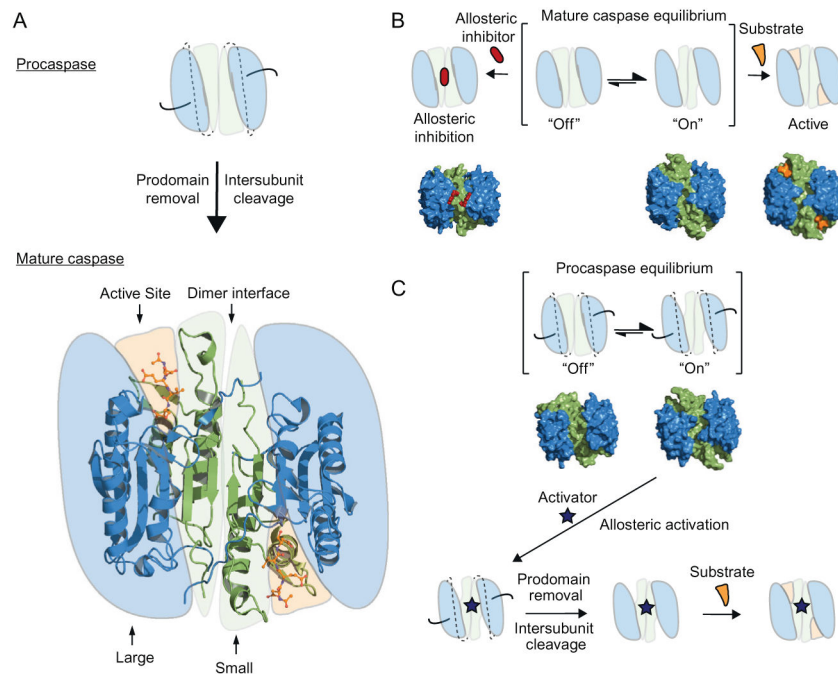 A
Procaspase
Prodomain removal
Intersubunit cleavage
Mature caspase
Active Site
Dimer interface
Large
Small
B
Allosteric inhibitor
Mature caspase equilibrium
Substrate
Allosteric inhibition
"Off"
"On"
Active
C
Procaspase equilibrium
"Off"
"On"
Activator
Allosteric activation
Prodomain removal
Intersubunit cleavage
Substrate